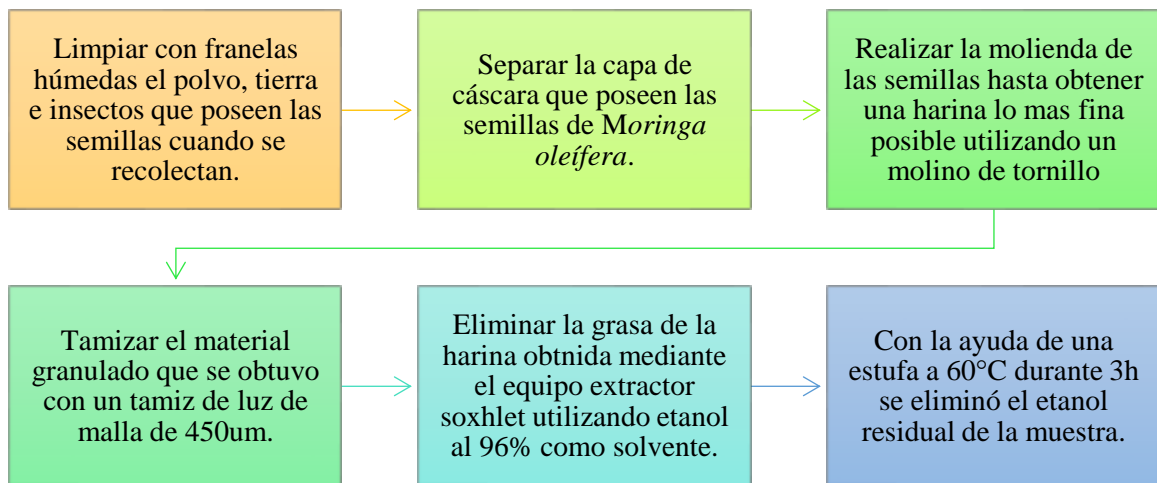 Limpiar con franelas
húmedas el polvo, tierra
e insectos que poseen las
semillas cuando se
recolectan.
Separar la capa de
cáscara que poseen las
semillas de Moringa
oleífera.
Realizar la molienda de
las semillas hasta obtener
una harina lo mas fina
posible utilizando un
molino de tornillo
Tamizar el material
granulado que se obtuvo
con un tamiz de luz de
malla de 450um.
Eliminar la grasa de la
harina obtnida mediante
el equipo extractor
soxhlet utilizando etanol
al 96% como solvente.
Con la ayuda de una
estufa a 60°C durante 3h
se eliminó el etanol
residual de la muestra.